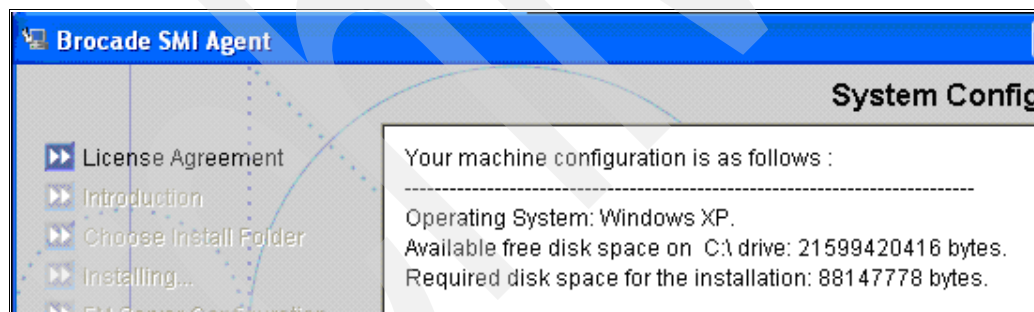 Brocade SMI Agent
System Config
License Agreement
Introduction
Choose Install Folder
Installing...
Your machine configuration is as follows :
-------------------------------------------------------------------
Operating System: Windows XP.
Available free disk space on C:\ drive: 21599420416 bytes.
Required disk space for the installation: 88147778 bytes.